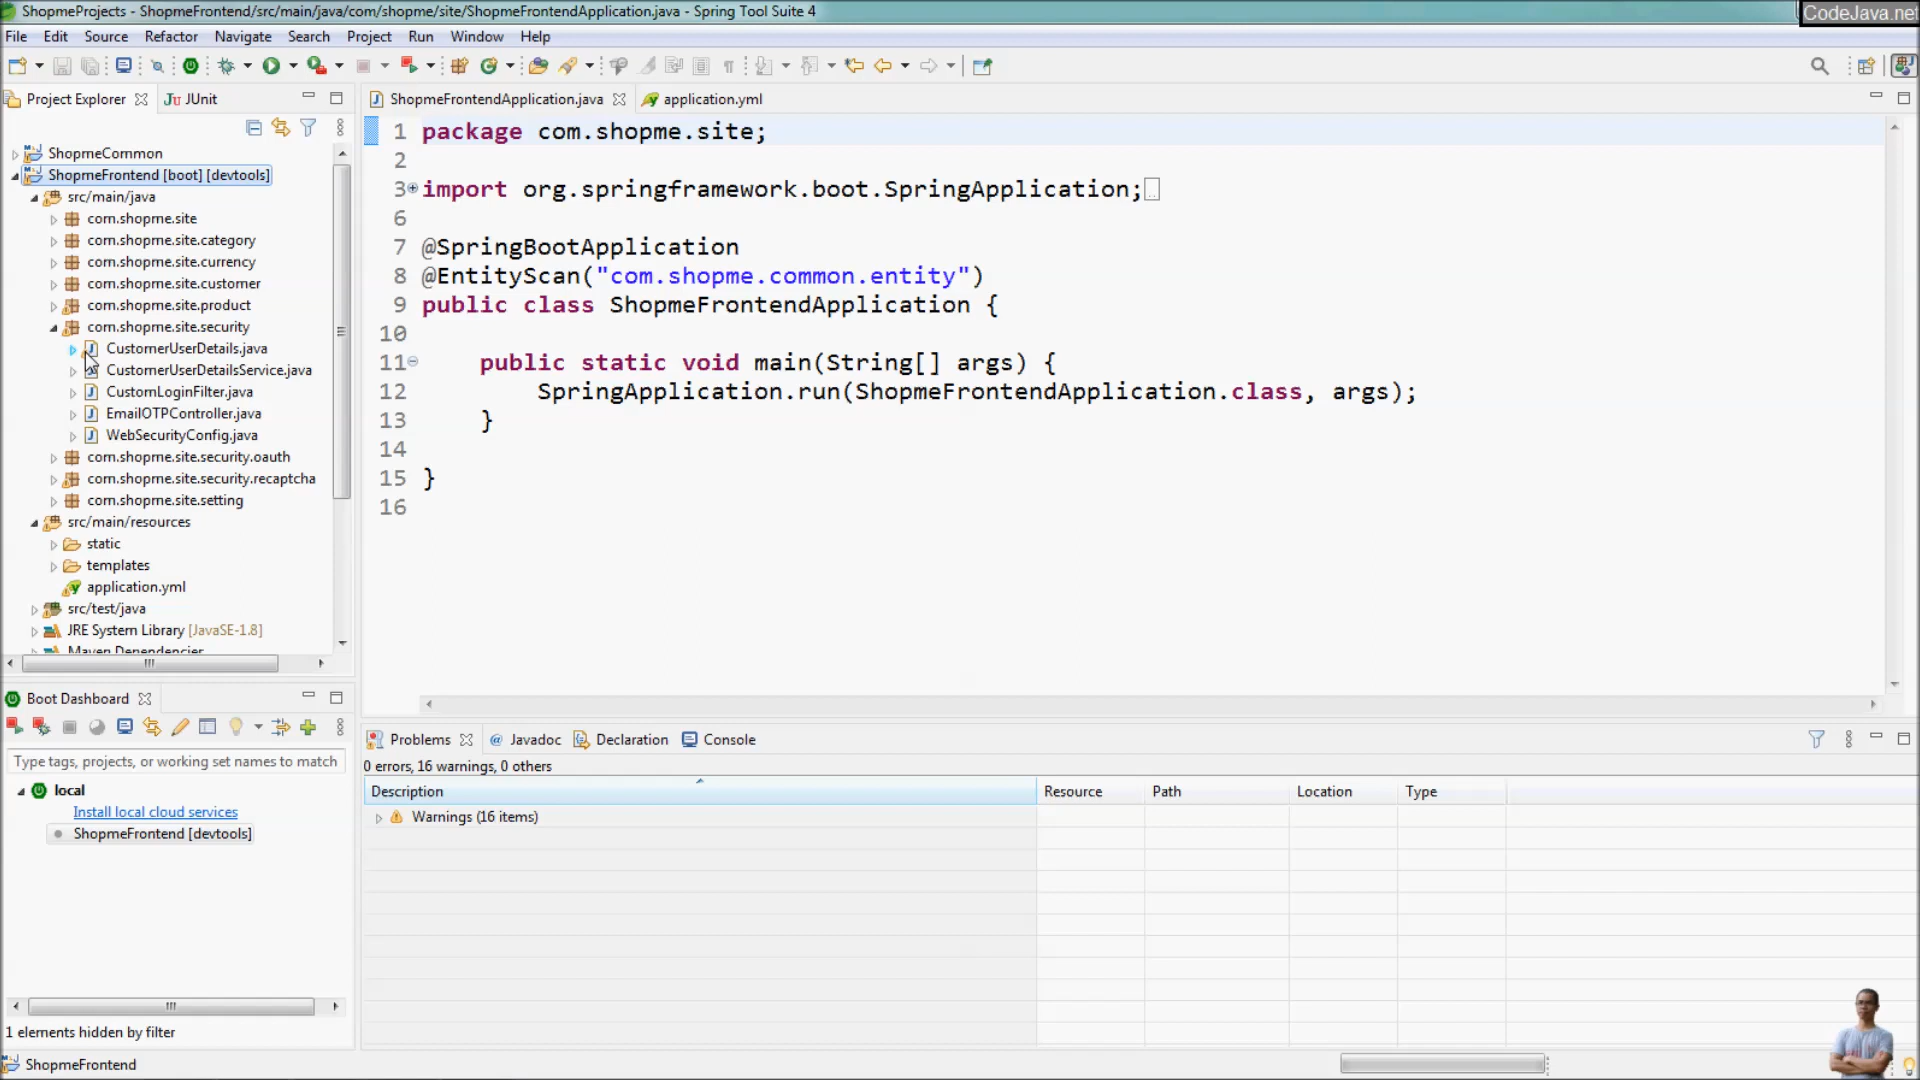 ShopmeProjects - ShopmeFrontend/src/main/java/com/shopme/site/ShopmeFrontendApplication.java - Spring Tool Suite 4
CodeJava.net
File Edit Source Refactor Navigate Search Project Run Window Help
Project Explorer JUnit
ShopmeCommon
ShopmeFrontend [boot] [devtools]
src/main/java
com.shopme.site
com.shopme.site.category
com.shopme.site.currency
com.shopme.site.customer
com.shopme.site.product
com.shopme.site.security
CustomerUserDetails.java
CustomerUserDetailsService.java
CustomLoginFilter.java
EmailOTPController.java
WebSecurityConfig.java
com.shopme.site.security.oauth
com.shopme.site.security.recaptcha
com.shopme.site.setting
src/main/resources
static
templates
application.yml
src/test/java
JRE System Library [JavaSE-1.8]
Maven Dependencies
ShopmeFrontendApplication.java application.yml
1 package com.shopme.site;
2
3 import org.springframework.boot.SpringApplication;
6
7 @SpringBootApplication
8 @EntityScan("com.shopme.common.entity")
9 public class ShopmeFrontendApplication {
10
11 public static void main(String[] args) {
12 SpringApplication.run(ShopmeFrontendApplication.class, args);
13 }
14
15 }
16
Boot Dashboard
Type tags, projects, or working set names to match
local
Install local cloud services
ShopmeFrontend [devtools]
1 elements hidden by filter
Problems Javadoc Declaration Console
0 errors, 16 warnings, 0 others
Description Resource Path Location Type
Warnings (16 items)
ShopmeFrontend